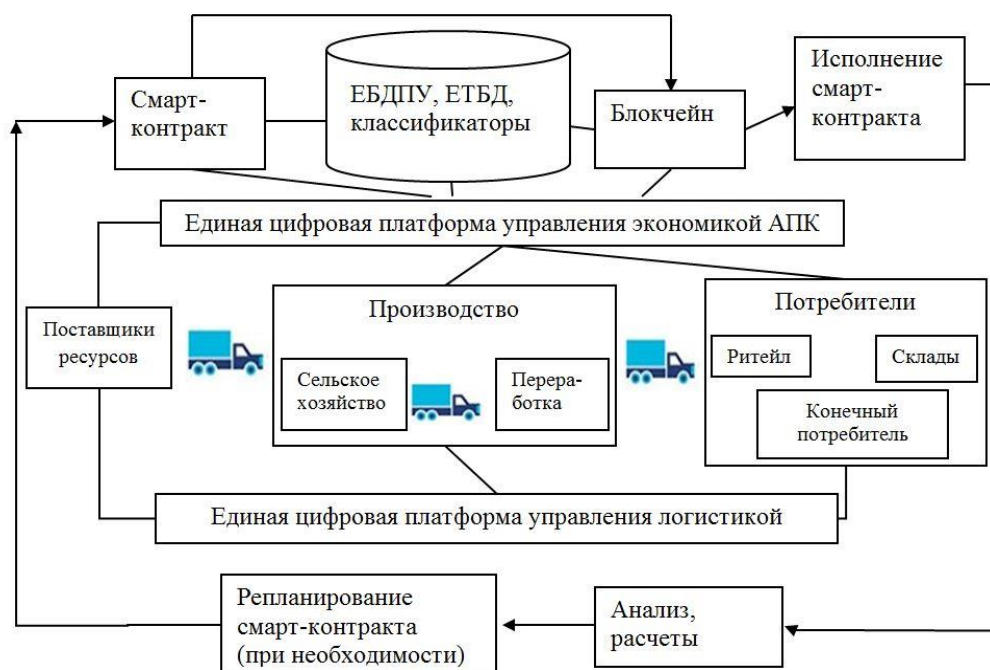 Смарт-
контракт
ЕБДПУ, ЕТБД,
классификаторы
Блокчейн
Исполнение
смарт-
контракта
Единая цифровая платформа управления экономикой АПК
Поставщики
ресурсов
Производство
Сельское
хозяйство
Перера-
ботка
Потребители
Ритейл
Склады
Конечный
потребитель
Единая цифровая платформа управления логистикой
Репланирование
смарт-контракта
(при необходимости)
Анализ,
расчеты